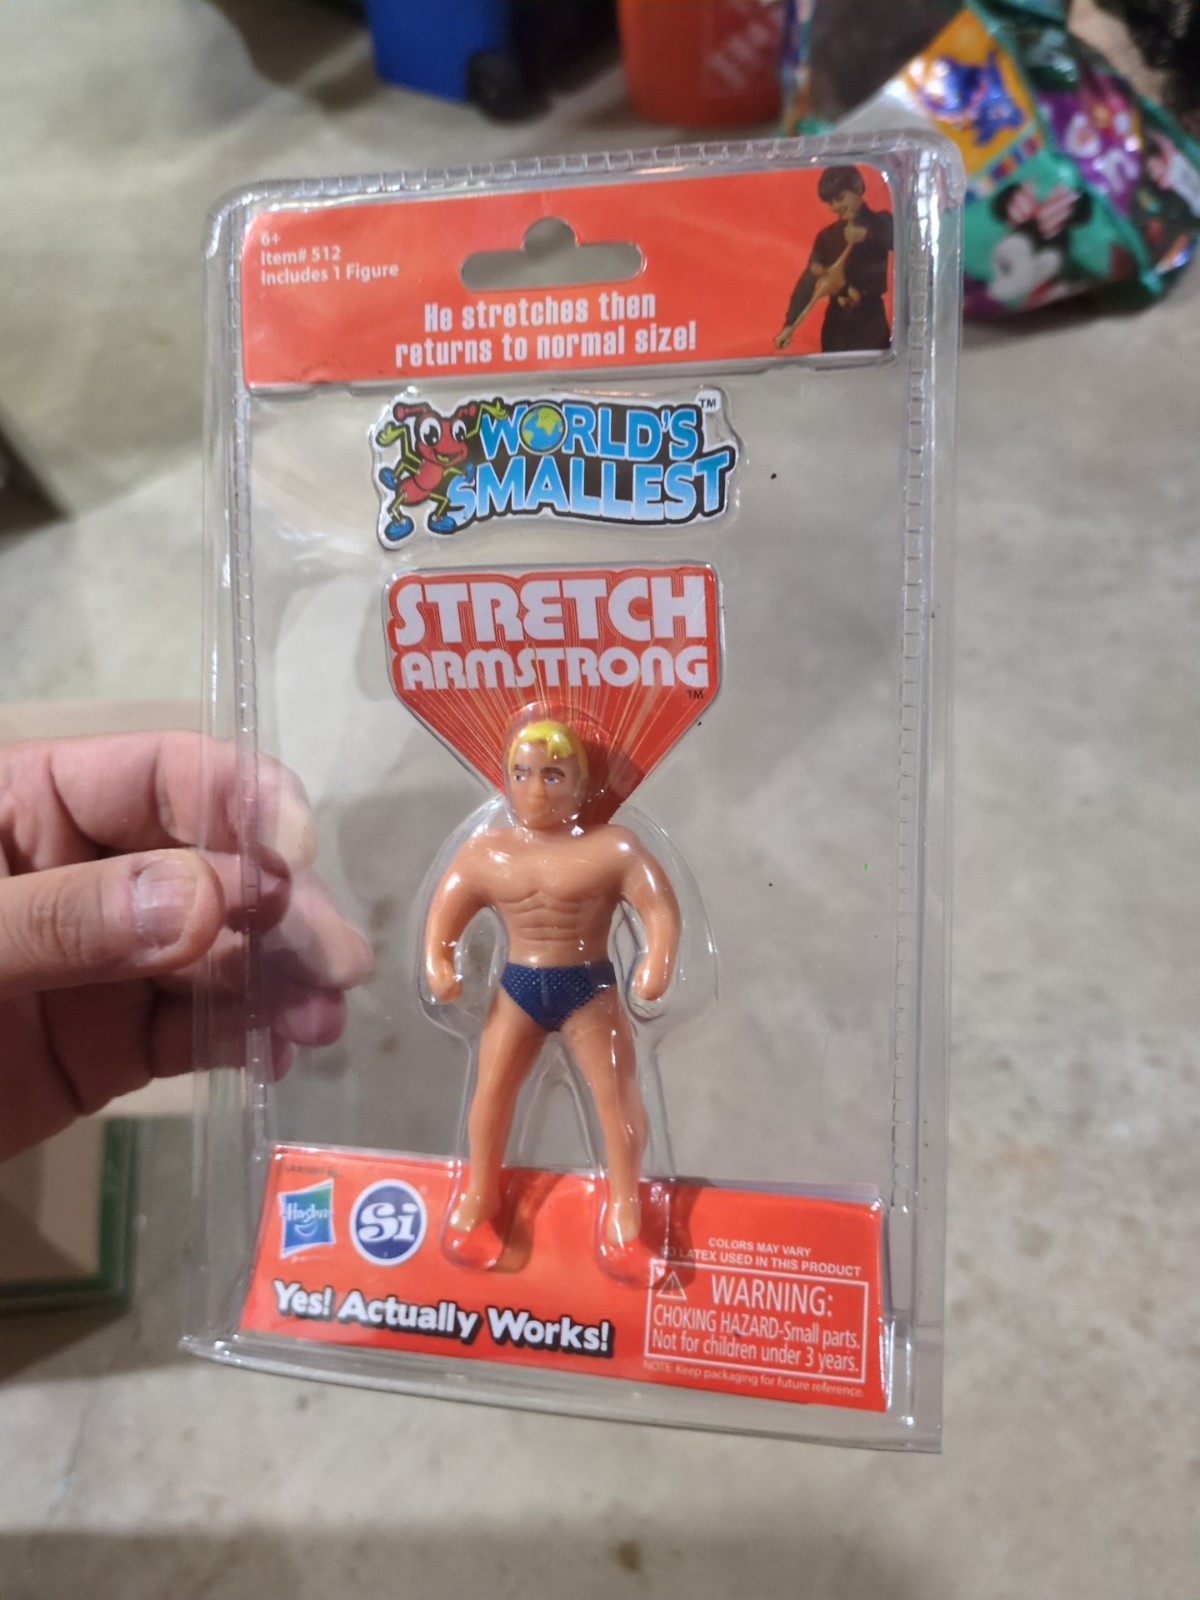 6+
Item# 512
Includes 1 Figure
He stretches then
returns to normal size!
WORLD'S
SMALLEST™
STRETCH
ARMSTRONG
TM
Hasbro
Si
Yes! Actually Works!
COLORS MAY VARY
NO LATEX USED IN THIS PRODUCT
WARNING:
CHOKING HAZARD-Small parts.
Not for children under 3 years.
NOTE: Keep packaging for future reference.